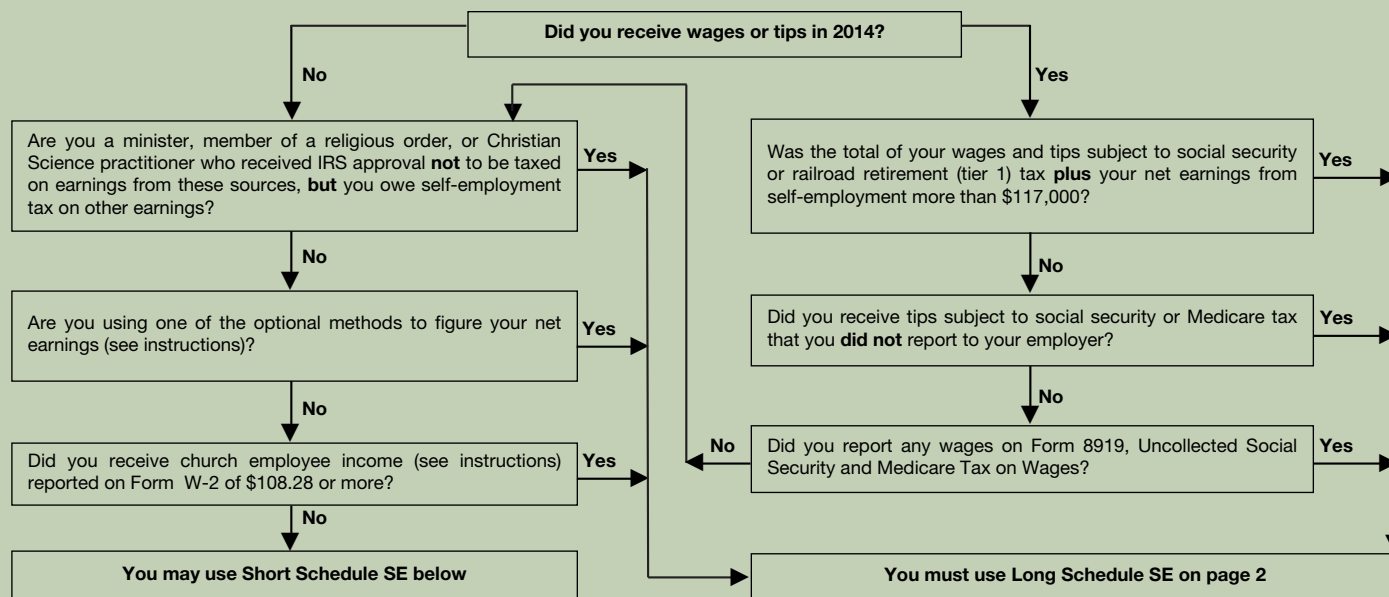 Did you receive wages or tips in 2014?
No
Yes
Are you a minister, member of a religious order, or Christian
Science practitioner who received IRS approval not to be taxed
on earnings from these sources, but you owe self-employment
tax on other earnings?
Yes
Was the total of your wages and tips subject to social security
or railroad retirement (tier 1) tax plus your net earnings from
self-employment more than $117,000?
Yes
No
No
Are you using one of the optional methods to figure your net
earnings (see instructions)?
Yes
Did you receive tips subject to social security or Medicare tax
that you did not report to your employer?
Yes
No
No
Did you receive church employee income (see instructions)
reported on Form W-2 of $108.28 or more?
Yes
No
Did you report any wages on Form 8919, Uncollected Social
Security and Medicare Tax on Wages?
Yes
No
You may use Short Schedule SE below
You must use Long Schedule SE on page 2